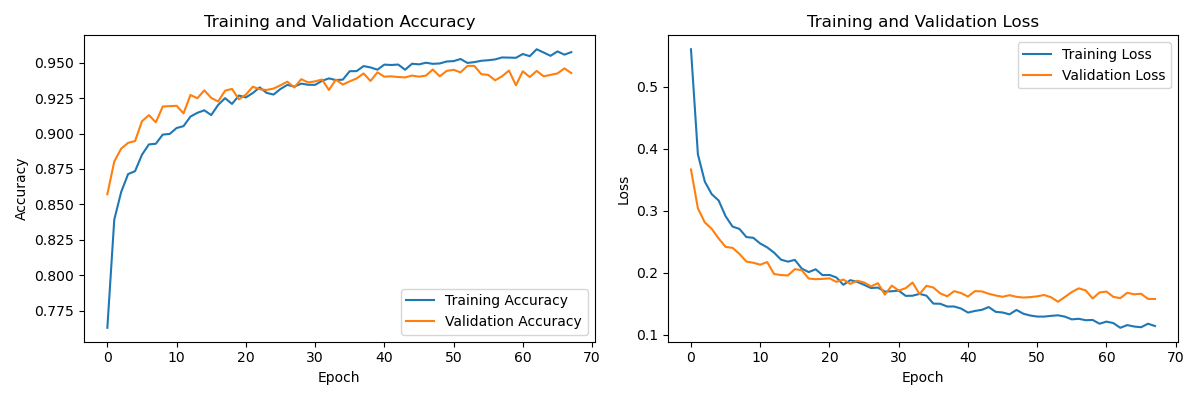 Training and Validation Accuracy
Accuracy
0.950
0.925
0.900
0.875
0.850
0.825
0.800
0.775
0 10 20 30 40 50 60 70
Epoch
Training Accuracy
Validation Accuracy
Training and Validation Loss
Loss
0.5
0.4
0.3
0.2
0.1
0 10 20 30 40 50 60 70
Epoch
Training Loss
Validation Loss